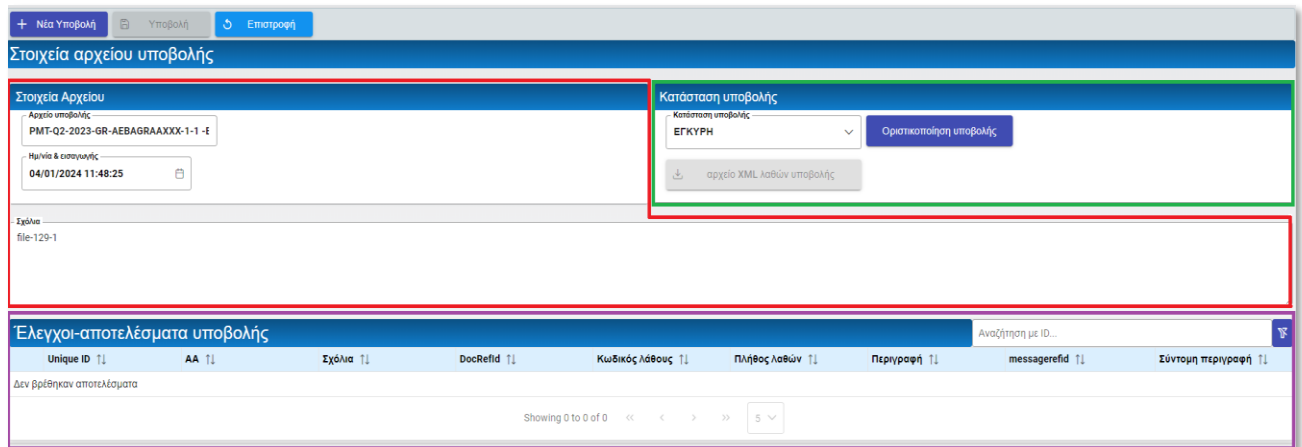 Νέα Υποβολή Υποβολή Επιστροφή
Στοιχεία αρχείου υποβολής
Στοιχεία Αρχείου
Αρχείο υποβολής
PMT-Q2-2023-GR-AEBAGRAAXXX-1-1 -E
Ημ/νία & εισαγωγής
04/01/2024 11:48:25
Κατάσταση υποβολής
Κατάσταση υποβολής
ΕΓΚΥΡΗ Οριστικοποίηση υποβολής
αρχείο XML λαθών υποβολής
Σχόλια
file-129-1
Έλεγχοι-αποτελέσματα υποβολής Αναζήτηση με ID...
Unique ID AA Σχόλια DocRefId Κωδικός λάθους Πλήθος λαθών Περιγραφή messagerefid Σύντομη περιγραφή
Δεν βρέθηκαν αποτελέσματα
Showing 0 to 0 of 0 << < > >> 5